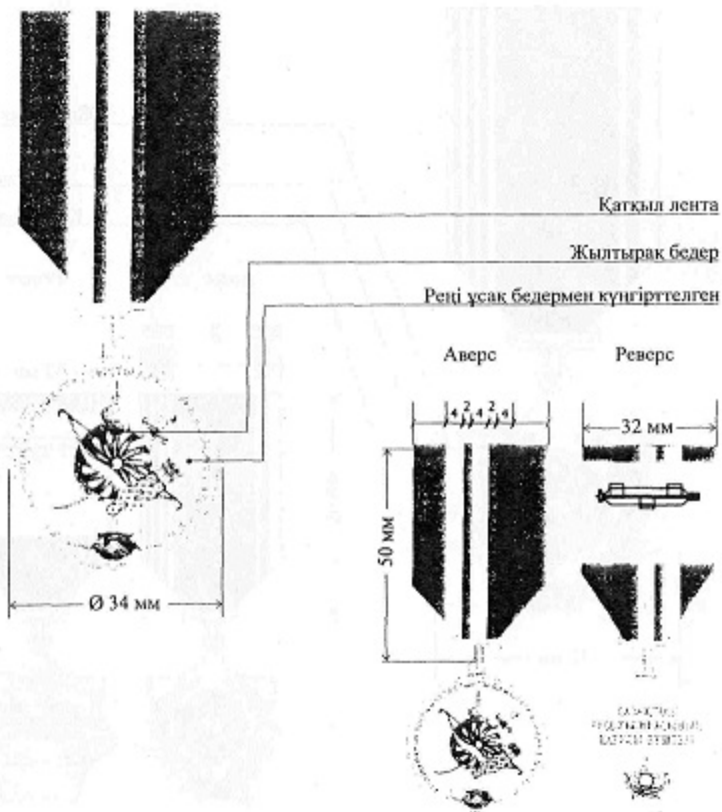 Қатқыл лента
Жылтырақ бедер
Реңі ұсақ бедермен күңгірттелген
Аверс Реверс
4 2 4 2 4
32 мм
50 мм
Ø 34 мм